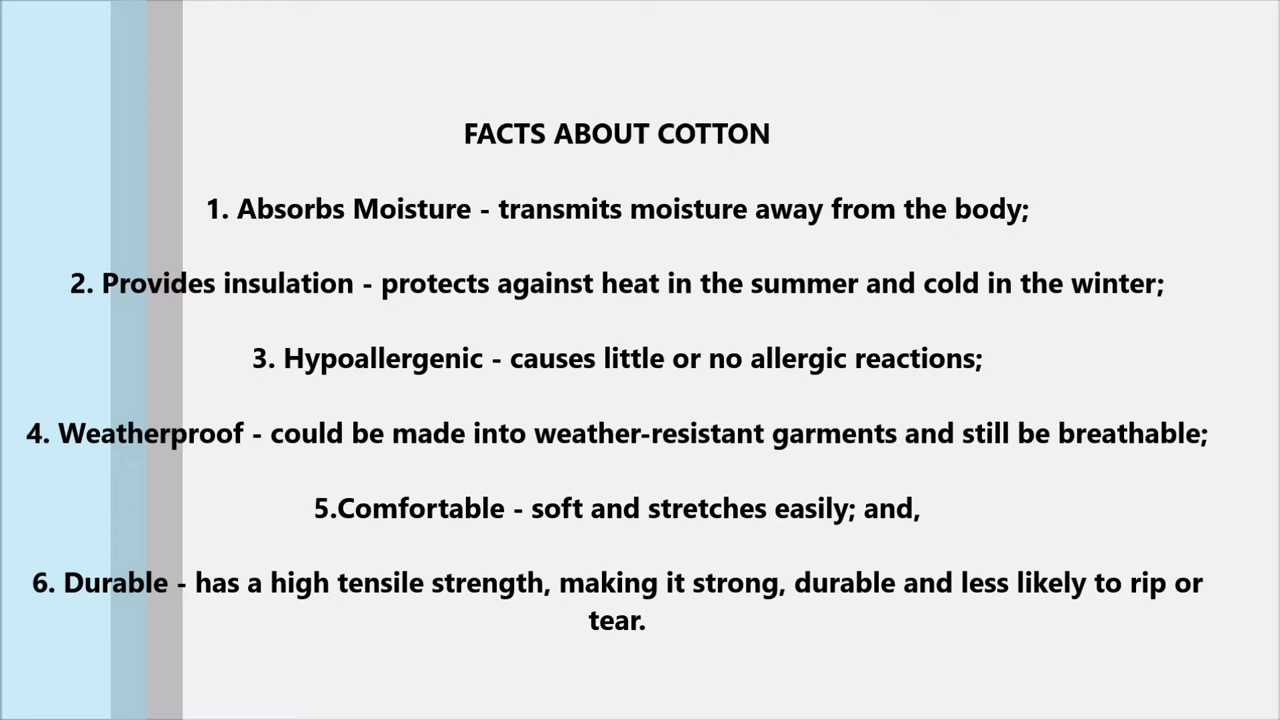 FACTS ABOUT COTTON
1. Absorbs Moisture - transmits moisture away from the body;
2. Provides insulation - protects against heat in the summer and cold in the winter;
3. Hypoallergenic - causes little or no allergic reactions;
4. Weatherproof - could be made into weather-resistant garments and still be breathable;
5.Comfortable - soft and stretches easily; and,
6. Durable - has a high tensile strength, making it strong, durable and less likely to rip or
tear.